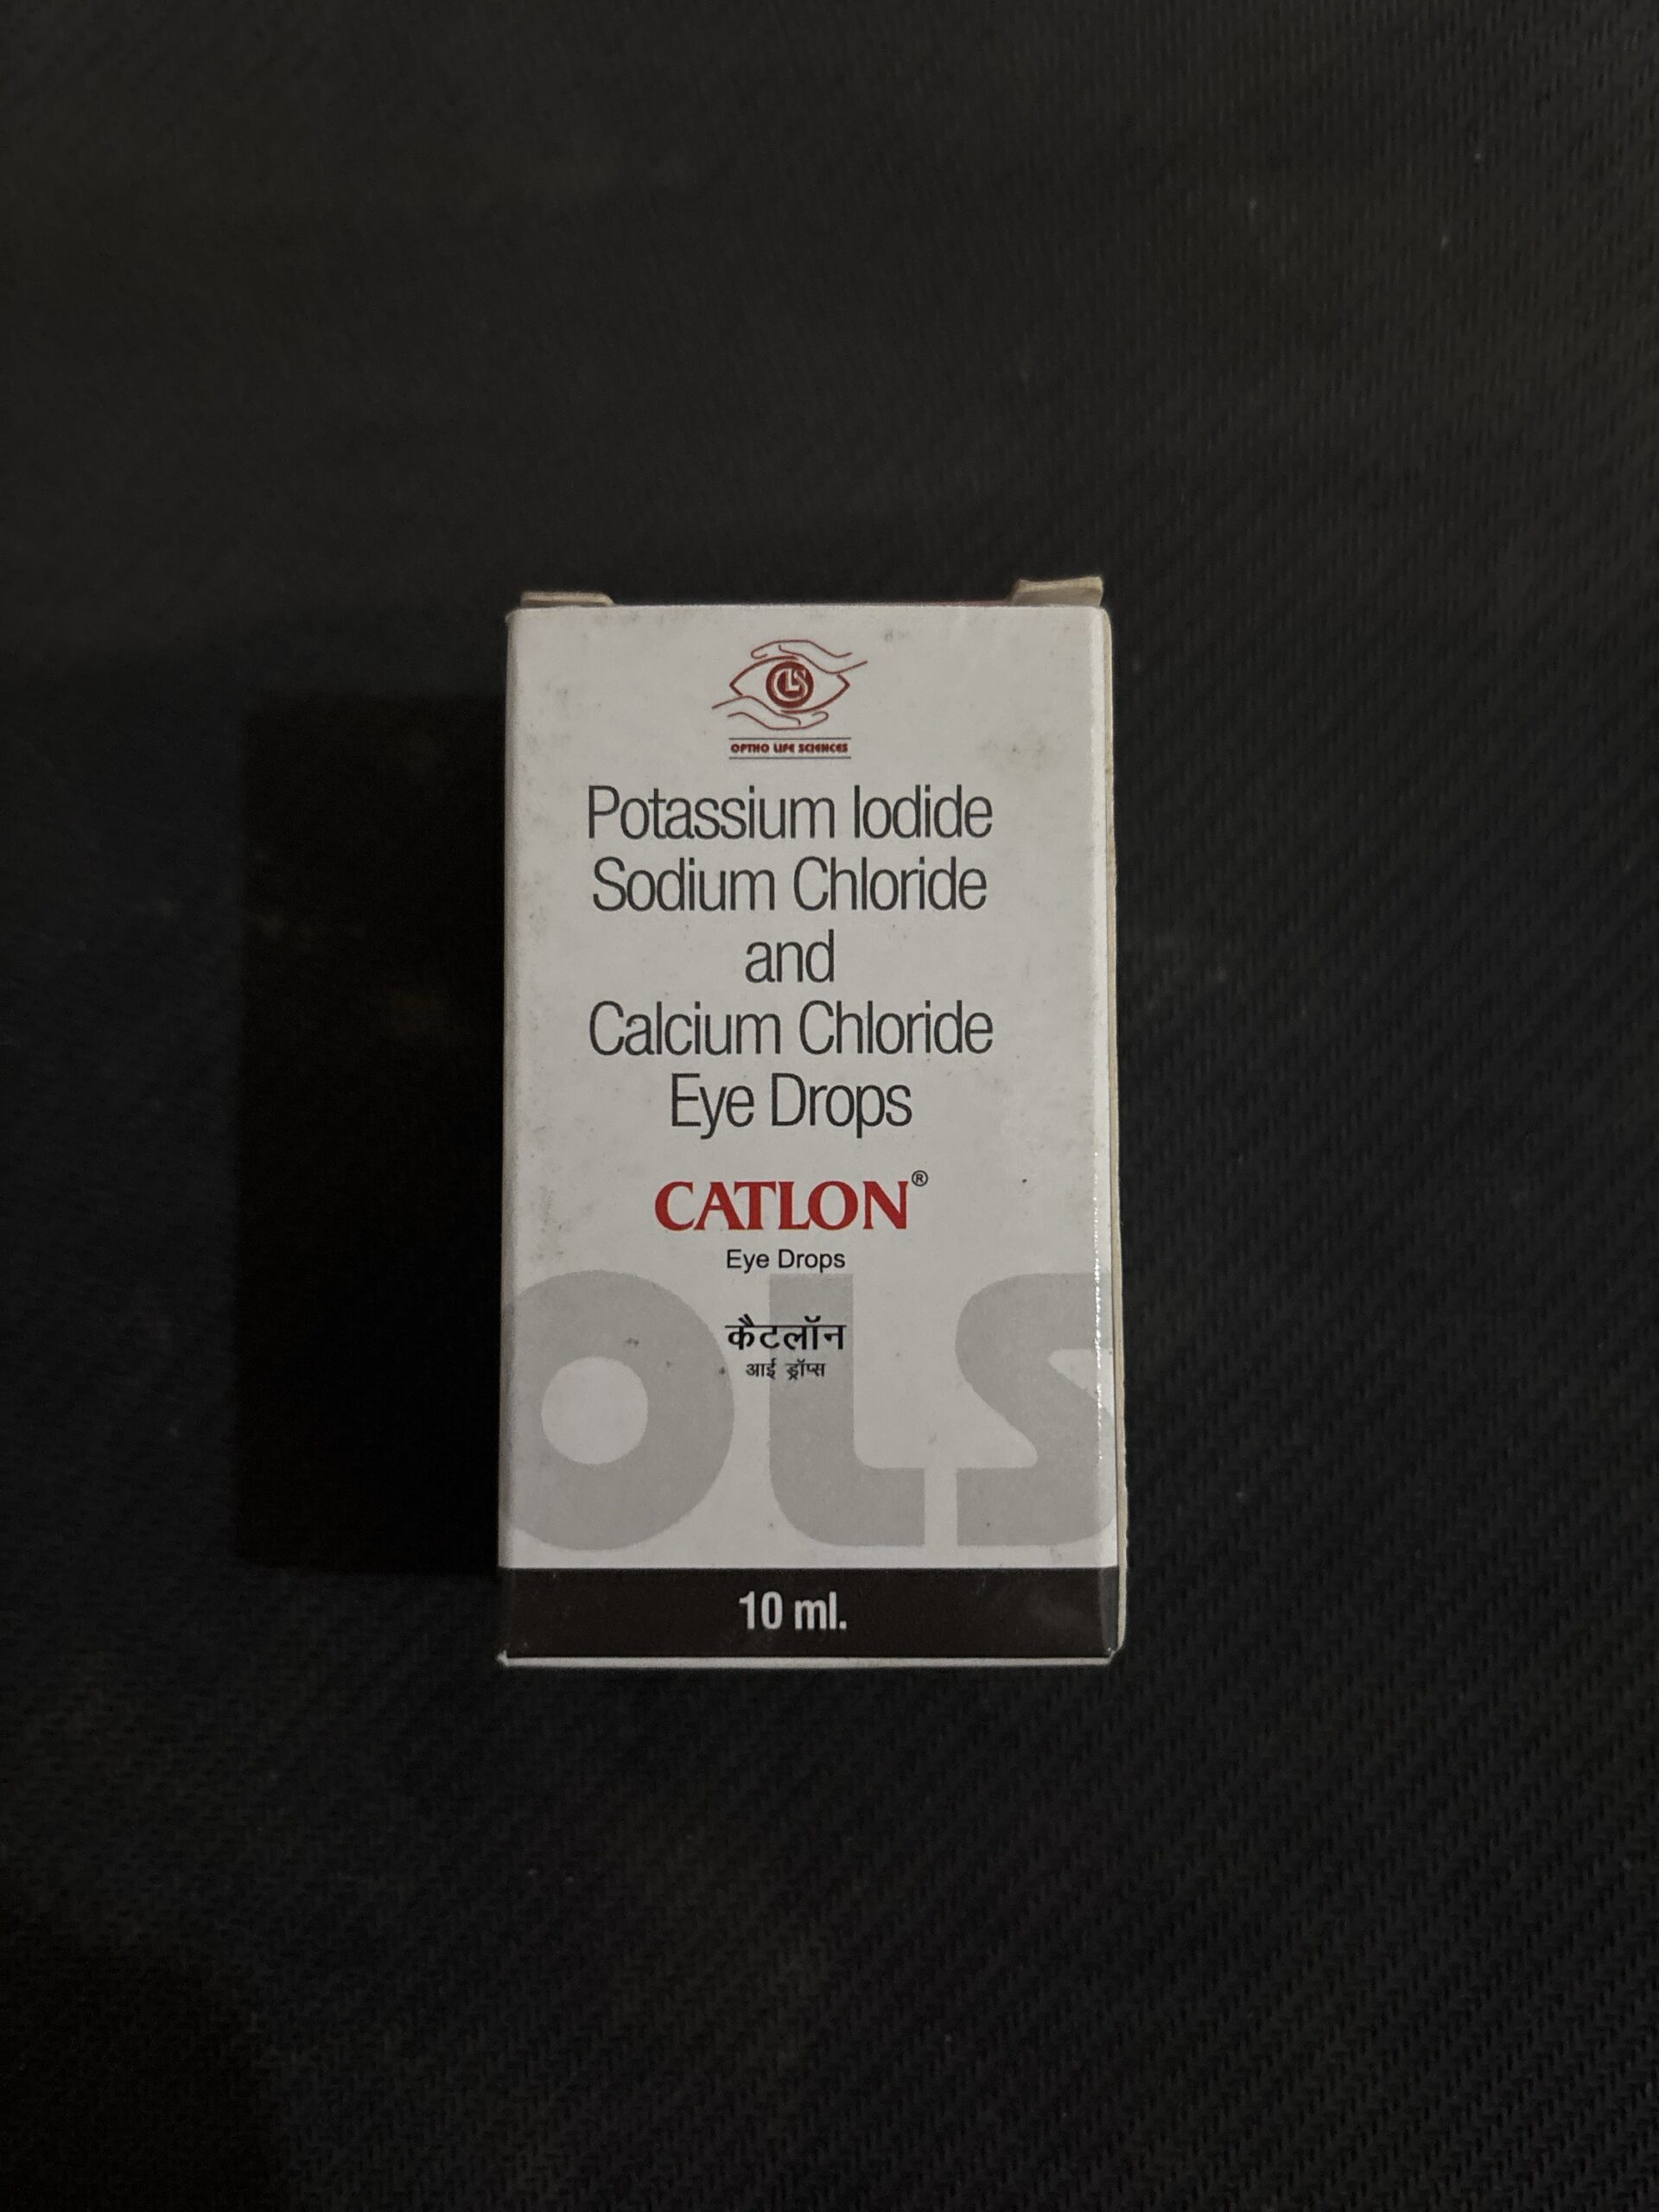 OLS
OPTHO LIFE SCIENCES
Potassium Iodide
Sodium Chloride
and
Calcium Chloride
Eye Drops
CATLON®
Eye Drops
कैटलॉन
आई ड्रॉप्स
OLS
10 ml.